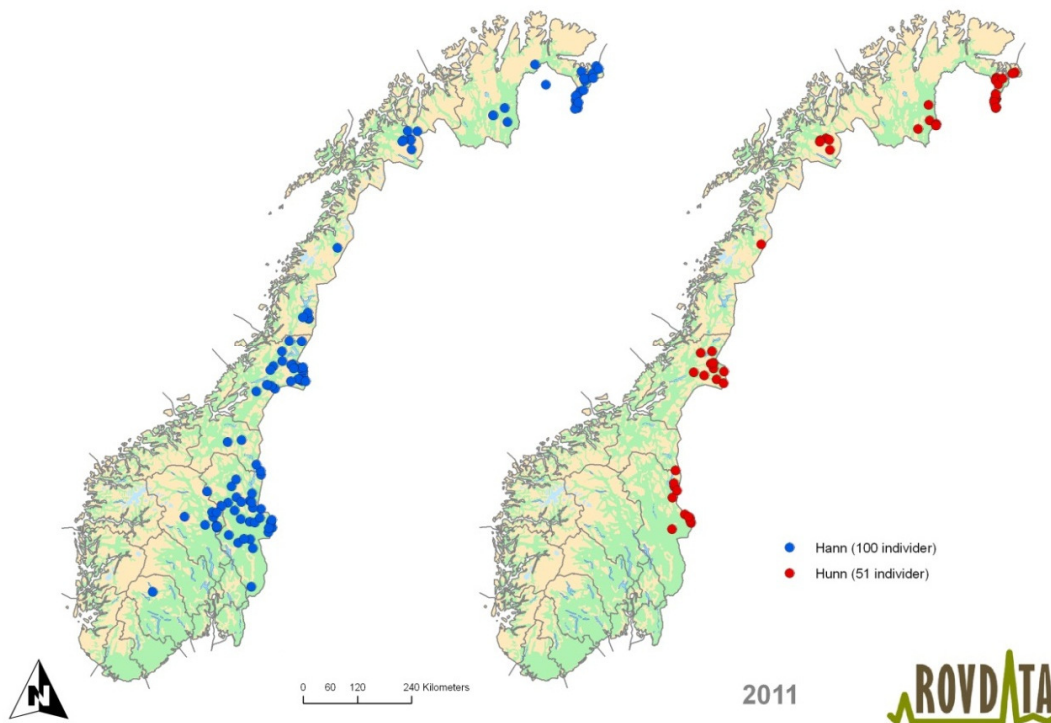 Hann (100 individer)
Hunn (51 individer)
N
0 60 120 240 Kilometers
2011
ROVDATA